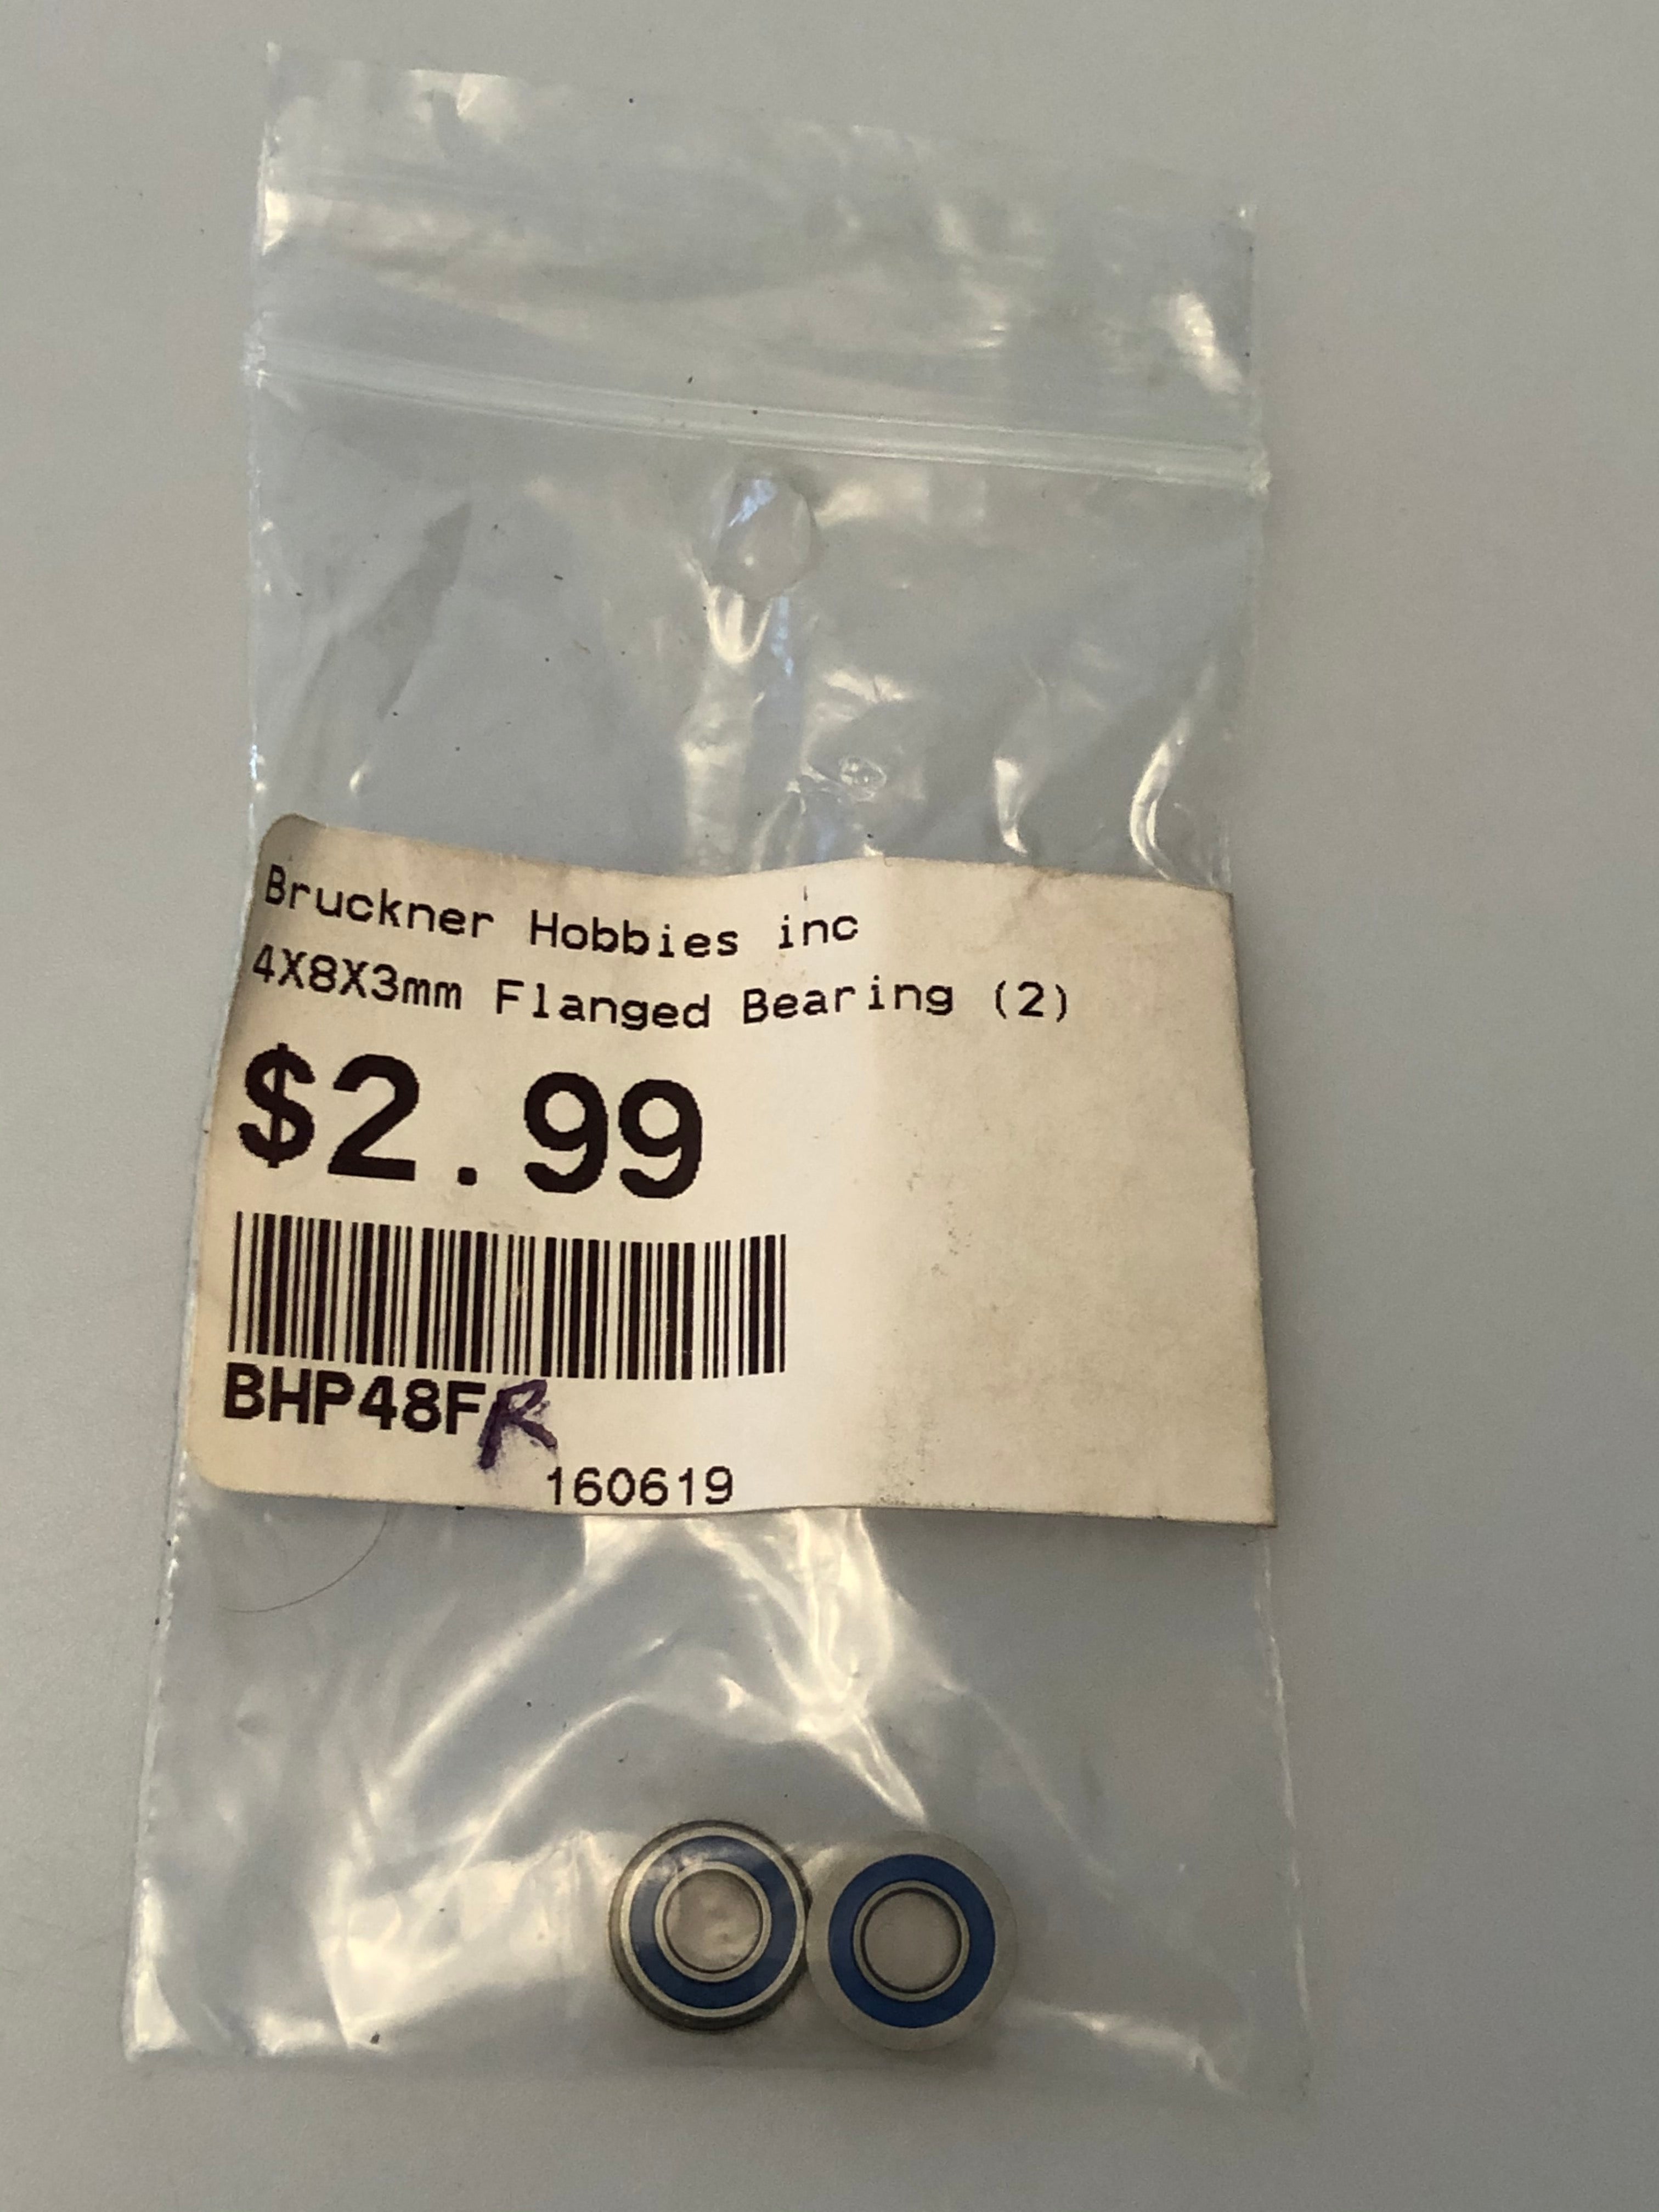 Bruckner Hobbies inc
4X8X3mm Flanged Bearing (2)
$2.99
BHP48FR
160619